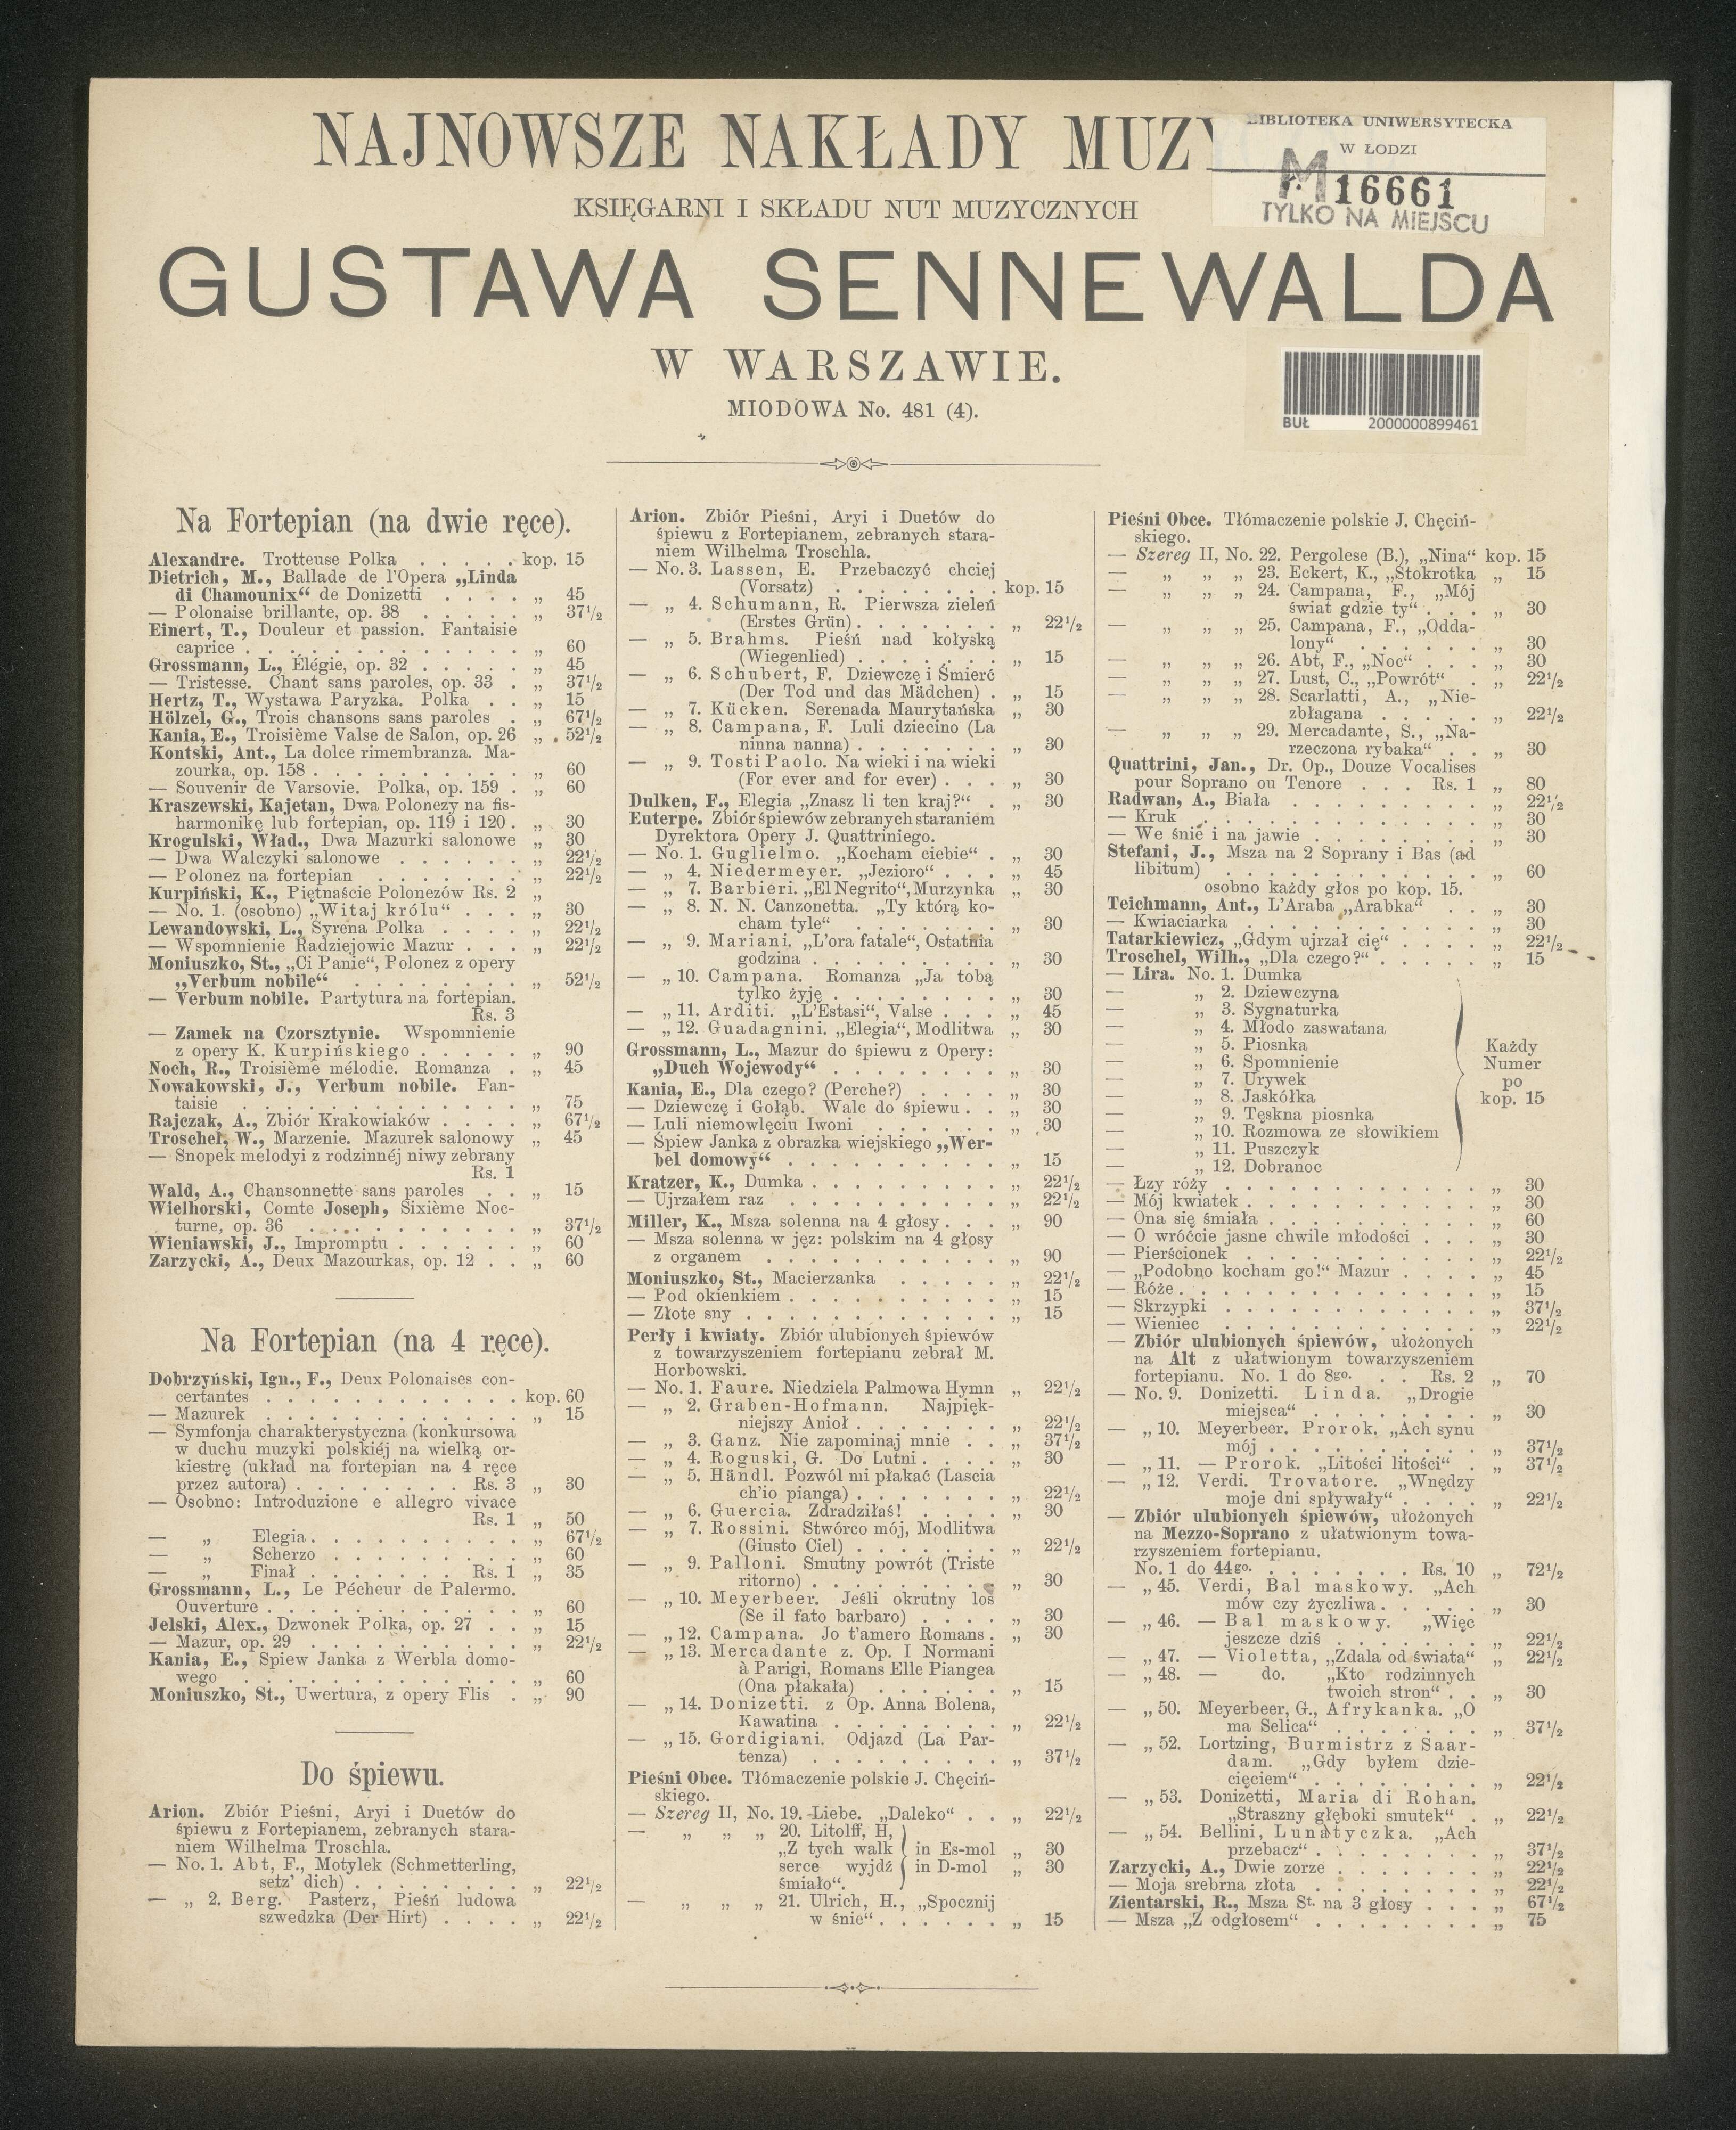 NAJNOWSZE NAKŁADY
KSIĘGARNI I SKŁADU NUT MUZYCZNYCH
GUSTAWA SENNEWALDA
W WARSZAWIE.
MIODOWA No. 481 (4).
BIBLIOTEKA UNIWERSYTECKA
W ŁODZI
M 16661
TYLKO NA MIEJSCU
BUŁ 2000000899461
Na Fortepian (na dwie ręce).
Alexandre. Trotteuse Polka . . . . . kop. 15
Dietrich, M., Ballade de l'Opera „Linda
di Chamounix“ de Donizetti . . . . „ 45
— Polonaise brillante, op. 38 . . . . . „ 37½
Einert, T., Douleur et passion. Fantaisie
caprice . . . . . . . . . . . . . „ 60
Grossmann, L., Élégie, op. 32 . . . . . „ 45
— Tristesse. Chant sans paroles, op. 33 . „ 37½
Hertz, T., Wystawa Paryzka. Polka . . „ 15
Hölzel, G., Trois chansons sans paroles . „ 67½
Kania, E., Troisième Valse de Salon, op. 26 „ 52½
Kontski, Ant., La dolce rimembranza. Ma-
zourka, op. 158 . . . . . . . . . . „ 60
— Souvenir de Varsovie. Polka, op. 159 . „ 60
Kraszewski, Kajetan, Dwa Polonezy na fis-
harmonikę lub fortepian, op. 119 i 120 . „ 30
Krogulski, Wład., Dwa Mazurki salonowe „ 30
— Dwa Walczyki salonowe . . . . . . „ 22½
— Polonez na fortepian . . . . . . . „ 22½
Kurpiński, K., Piętnaście Polonezów Rs. 2 „
— No. 1. (osobno) „Witaj królu“ . . . „ 30
Lewandowski, L., Syrena Polka . . . . „ 22½
— Wspomnienie Radziejowic Mazur . . . „ 22½
Moniuszko, St., „Ci Panie“, Polonez z opery
„Verbum nobile“ . . . . . . . . „ 52½
— Verbum nobile. Partytura na fortepian.
Rs. 3
— Zamek na Czorsztynie. Wspomnienie
z opery K. Kurpińskiego . . . . . „ 90
Noch, R., Troisième mélodie. Romanza . „ 45
Nowakowski, J., Verbum nobile. Fan-
taisie . . . . . . . . . . . . . „ 75
Rajczak, A., Zbiór Krakowiaków . . . . „ 67½
Troschel, W., Marzenie. Mazurek salonowy „ 45
— Snopek melodyi z rodzinnéj niwy zebrany
Rs. 1
Wald, A., Chansonnette sans paroles . . „ 15
Wielhorski, Comte Joseph, Sixième Noc-
turne, op. 36 . . . . . . . . . . „ 37½
Wieniawski, J., Impromptu . . . . . . „ 60
Zarzycki, A., Deux Mazourkas, op. 12 . . „ 60
Na Fortepian (na 4 ręce).
Dobrzyński, Ign., F., Deux Polonaises con-
certantes . . . . . . . . . . . . kop. 60
— Mazurek . . . . . . . . . . . . „ 15
— Symfonja charakterystyczna (konkursowa
w duchu muzyki polskiéj na wielką or-
kiestrę (układ na fortepian na 4 ręce
przez autora) . . . . . . . . Rs. 3 „ 30
— Osobno: Introduzione e allegro vivace
Rs. 1 „ 50
— „ Elegia . . . . . . . . . . „ 67½
— „ Scherzo . . . . . . . . . „ 60
— „ Finał . . . . . . . Rs. 1 „ 35
Grossmann, L., Le Pécheur de Palermo.
Ouverture . . . . . . . . . . . . „ 60
Jelski, Alex., Dzwonek Polka, op. 27 . . „ 15
— Mazur, op. 29 . . . . . . . . . . „ 22½
Kania, E., Spiew Janka z Werbla domo-
wego . . . . . . . . . . . . . . „ 60
Moniuszko, St., Uwertura, z opery Flis . „ 90
Do śpiewu.
Arion. Zbiór Pieśni, Aryi i Duetów do
śpiewu z Fortepianem, zebranych stara-
niem Wilhelma Troschla.
— No. 1. Abt, F., Motylek (Schmetterling,
setz' dich) . . . . . . . . . „ 22½
— „ 2. Berg. Pasterz, Pieśń ludowa
szwedzka (Der Hirt) . . . . „ 22½
Arion. Zbiór Pieśni, Aryi i Duetów do
śpiewu z Fortepianem, zebranych stara-
niem Wilhelma Troschla.
— No. 3. Lassen, E. Przebaczyć chciej
(Vorsatz) . . . . . . . . kop. 15
— „ 4. Schumann, R. Pierwsza zieleń
(Erstes Grün) . . . . . . . „ 22½
— „ 5. Brahms. Pieśń nad kołyską
(Wiegenlied) . . . . . . . „ 15
— „ 6. Schubert, F. Dziewczę i Śmierć
(Der Tod und das Mädchen) . „ 15
— „ 7. Kücken. Serenada Maurytańska „ 30
— „ 8. Campana, F. Luli dziecino (La
ninna nanna) . . . . . . . „ 30
— „ 9. Tosti Paolo. Na wieki i na wieki
(For ever and for ever) . . . „ 30
Dulken, F., Elegia „Znasz li ten kraj?“ . „ 30
Euterpe. Zbiór śpiewów zebranych staraniem
Dyrektora Opery J. Quattriniego.
— No. 1. Guglielmo. „Kocham ciebie“ . „ 30
— „ 4. Niedermeyer. „Jezioro“ . . . „ 45
— „ 7. Barbieri. „El Negrito“, Murzynka „ 30
— „ 8. N. N. Canzonetta. „Ty którą ko-
cham tyle“ . . . . . . . . „ 30
— „ 9. Mariani. „L'ora fatale“, Ostatnia
godzina . . . . . . . . . . „ 30
— „ 10. Campana. Romanza „Ja tobą
tylko żyję . . . . . . . . . „ 30
— „ 11. Arditi. „L'Estasi“, Valse . . . „ 45
— „ 12. Guadagnini. „Elegia“, Modlitwa „ 30
Grossmann, L., Mazur do śpiewu z Opery:
„Duch Wojewody“ . . . . . . . . „ 30
Kania, E., Dla czego? (Perche?) . . . . „ 30
— Dziewczę i Gołąb. Walc do śpiewu . . „ 30
— Luli niemowlęciu Iwoni . . . . . . „ 30
— Śpiew Janka z obrazka wiejskiego „Wer-
bel domowy“ . . . . . . . . . . „ 15
Kratzer, K., Dumka . . . . . . . . . „ 22½
— Ujrzałem raz . . . . . . . . . . „ 22½
Miller, K., Msza solenna na 4 głosy . . . „ 90
— Msza solenna w jęz: polskim na 4 głosy
z organem . . . . . . . . . . . „ 90
Moniuszko, St., Macierzanka . . . . . „ 22½
— Pod okienkiem . . . . . . . . . . „ 15
— Złote sny . . . . . . . . . . . . „ 15
Perły i kwiaty. Zbiór ulubionych śpiewów
z towarzyszeniem fortepianu zebrał M.
Horbowski.
— No. 1. Faure. Niedziela Palmowa Hymn „ 22½
— „ 2. Graben-Hofmann. Najpięk-
niejszy Anioł . . . . . . . „ 22½
— „ 3. Ganz. Nie zapominaj mnie . . „ 37½
— „ 4. Roguski, G. Do Lutni . . . . „ 30
— „ 5. Händl. Pozwól mi płakać (Lascia
ch'io pianga) . . . . . . . „ 22½
— „ 6. Guercia. Zdradziłaś! . . . . „ 30
— „ 7. Rossini. Stwórco mój, Modlitwa
(Giusto Ciel) . . . . . . . „ 22½
— „ 9. Palloni. Smutny powrót (Triste
ritorno) . . . . . . . . . . „ 30
— „ 10. Meyerbeer. Jeśli okrutny los
(Se il fato barbaro) . . . . „ 30
— „ 12. Campana. Jo t'amero Romans . „ 30
— „ 13. Mercadante z. Op. I Normani
à Parigi, Romans Elle Piangea
(Ona płakała) . . . . . . „ 15
— „ 14. Donizetti. z Op. Anna Bolena,
Kawatina . . . . . . . . „ 22½
— „ 15. Gordigiani. Odjazd (La Par-
tenza) . . . . . . . . . „ 37½
Pieśni Obce. Tłómaczenie polskie J. Chęciń-
skiego.
— Szereg II, No. 19. Liebe. „Daleko“ . . „ 22½
— „ „ „ 20. Litolff, H,
„Z tych walk in Es-mol „ 30
serce wyjdź in D-mol „ 30
śmiało“.
„ „ „ 21. Ulrich, H., „Spocznij
w śnie“ . . . . . . „ 15
Pieśni Obce. Tłómaczenie polskie J. Chęciń-
skiego.
— Szereg II, No. 22. Pergolese (B.), „Nina“ kop. 15
— „ „ „ 23. Eckert, K., „Stokrotka „ 15
— „ „ „ 24. Campana, F., „Mój
świat gdzie ty“ . . . „ 30
— „ „ „ 25. Campana, F., „Odda-
lony“ . . . . . . „ 30
— „ „ „ 26. Abt, F., „Noc“ . . . „ 30
— „ „ „ 27. Lust, C., „Powrót“ . „ 22½
— „ „ „ 28. Scarlatti, A., „Nie-
zbłagana . . . . . „ 22½
— „ „ „ 29. Mercadante, S., „Na-
rzeczona rybaka“ . . „ 30
Quattrini, Jan., Dr. Op., Douze Vocalises
pour Soprano ou Tenore . . . Rs. 1 „ 80
Radwan, A., Biała . . . . . . . . . „ 22½
— Kruk . . . . . . . . . . . . . „ 30
— We śnie i na jawie . . . . . . . . „ 30
Stefani, J., Msza na 2 Soprany i Bas (ad
libitum) . . . . . . . . . . . . „ 60
osobno każdy głos po kop. 15.
Teichmann, Ant., L'Araba „Arabka“ . . „ 30
— Kwiaciarka . . . . . . . . . . . „ 30
Tatarkiewicz, „Gdym ujrzał cię“ . . . . „ 22½
Troschel, Wilh., „Dla czego?“ . . . . . „ 15
— Lira. No. 1. Dumka
— „ 2. Dziewczyna
— „ 3. Sygnaturka
— „ 4. Młodo zaswatana
— „ 5. Piosnka
— „ 6. Spomnienie
— „ 7. Urywek
— „ 8. Jaskółka
— „ 9. Tęskna piosnka
— „ 10. Rozmowa ze słowikiem
— „ 11. Puszczyk
— „ 12. Dobranoc
Każdy
Numer
po
kop. 15
— Łzy róży . . . . . . . . . . . . „ 30
— Mój kwiatek . . . . . . . . . . . „ 30
— Ona się śmiała . . . . . . . . . . „ 60
— O wróćcie jasne chwile młodości . . . „ 30
— Pierścionek . . . . . . . . . . . „ 22½
— „Podobno kocham go!“ Mazur . . . . „ 45
— Róże . . . . . . . . . . . . . . „ 15
— Skrzypki . . . . . . . . . . . . „ 37½
— Wieniec . . . . . . . . . . . . „ 22½
— Zbiór ulubionych śpiewów, ułożonych
na Alt z ułatwionym towarzyszeniem
fortepianu. No. 1 do 8go. . . Rs. 2 „ 70
— No. 9. Donizetti. Linda. „Drogie
miejsca“ . . . . . . . . „ 30
— „ 10. Meyerbeer. Prorok. „Ach synu
mój . . . . . . . . . . „ 37½
— „ 11. — Prorok. „Litości litości“ . „ 37½
— „ 12. Verdi. Trovatore. „Wnędzy
moje dni spływały“ . . . . „ 22½
— Zbiór ulubionych śpiewów, ułożonych
na Mezzo-Soprano z ułatwionym towa-
rzyszeniem fortepianu.
No. 1 do 44go. . . . . . . . Rs. 10 „ 72½
— „ 45. Verdi, Bal maskowy. „Ach
mów czy życzliwa . . . . . „ 30
— „ 46. — Bal maskowy. „Więc
jeszcze dziś . . . . . . . „ 22½
— „ 47. — Violetta, „Zdala od świata“ „ 22½
— „ 48. — do. „Kto rodzinnych
twoich stron“ . . „ 30
— „ 50. Meyerbeer, G., Afrykanka. „O
ma Selica“ . . . . . . . „ 37½
— „ 52. Lortzing, Burmistrz z Saar-
dam. „Gdy byłem dzie-
cięciem“ . . . . . . . . „ 22½
— „ 53. Donizetti, Maria di Rohan.
„Straszny głęboki smutek“ . „ 22½
— „ 54. Bellini, Lunatyczka. „Ach
przebacz“ . . . . . . . . „ 37½
Zarzycki, A., Dwie zorze . . . . . . . „ 22½
— Moja srebrna złota . . . . . . . . „ 22½
Zientarski, R., Msza St. na 3 głosy . . . „ 67½
— Msza „Z odgłosem“ . . . . . . . . „ 75